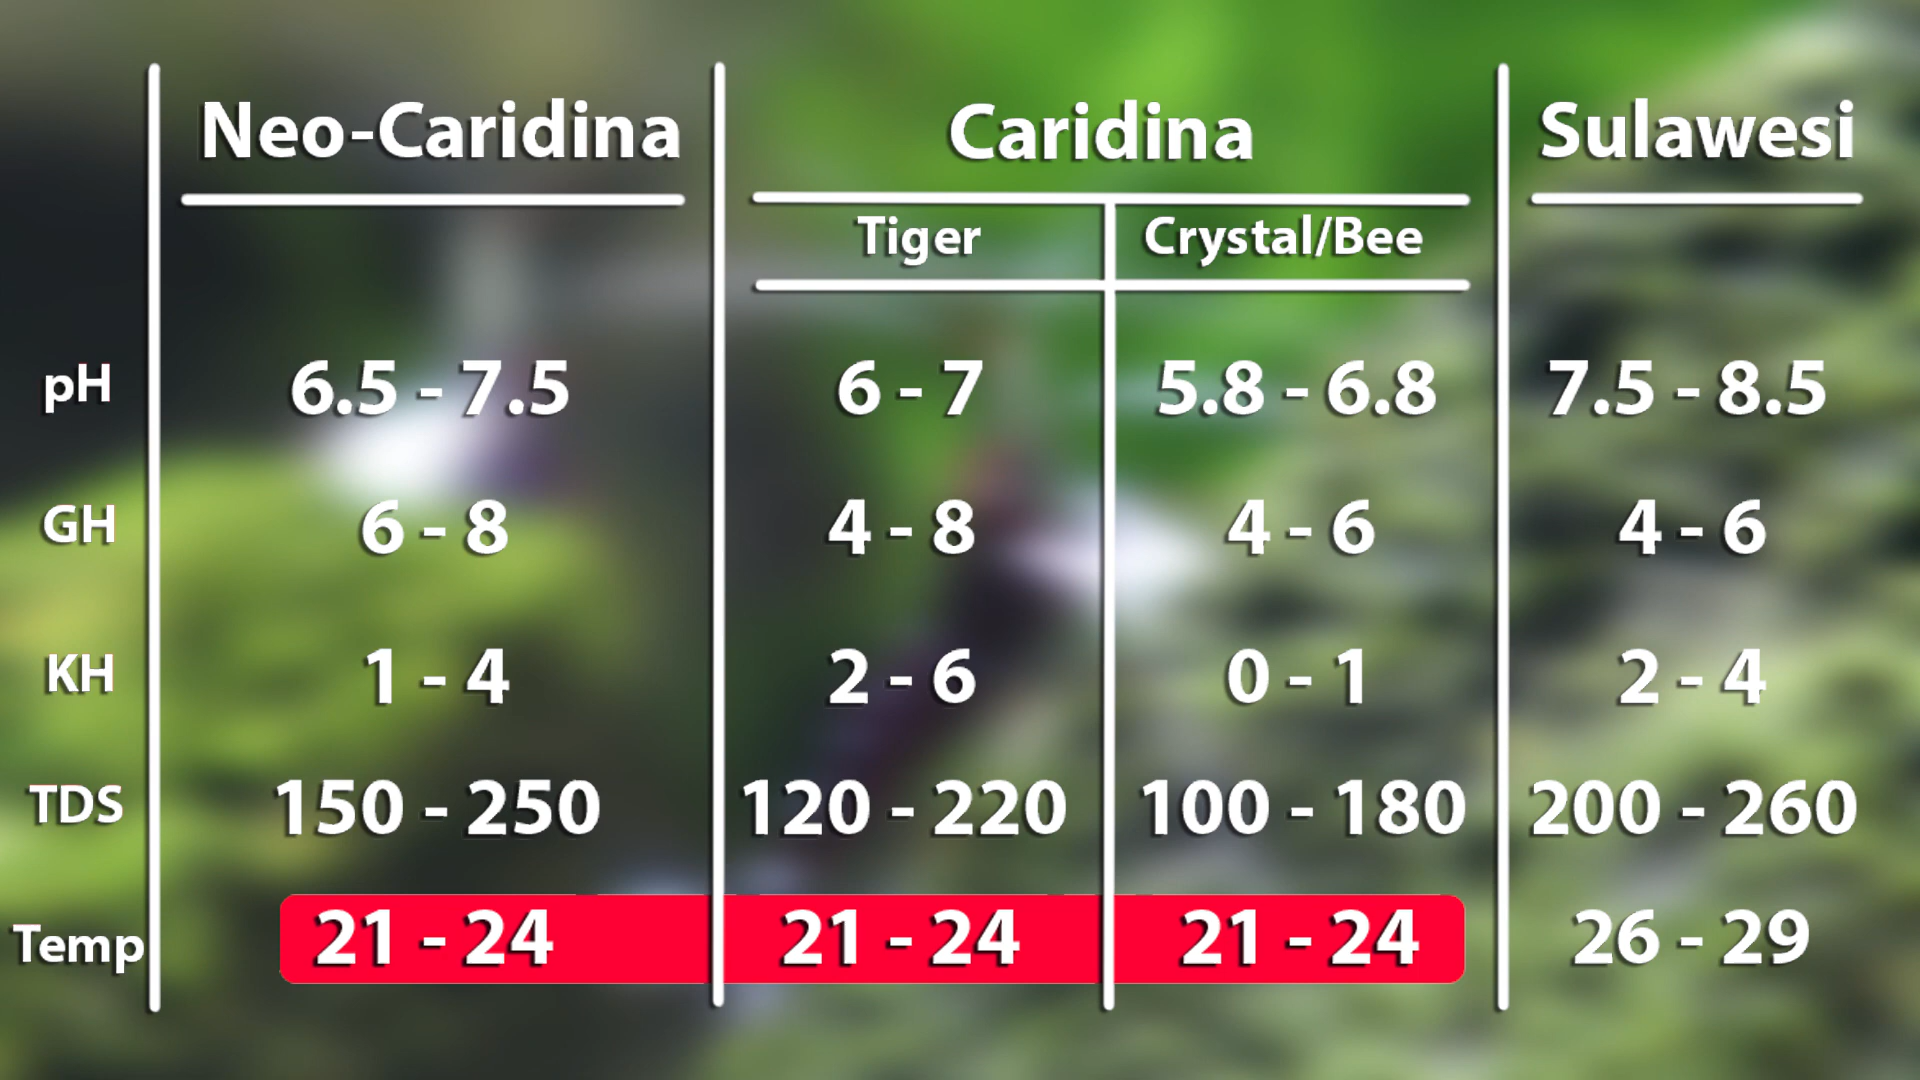 Neo-Caridina Caridina Sulawesi
Tiger Crystal/Bee
pH 6.5 - 7.5 6 - 7 5.8 - 6.8 7.5 - 8.5
GH 6 - 8 4 - 8 4 - 6 4 - 6
KH 1 - 4 2 - 6 0 - 1 2 - 4
TDS 150 - 250 120 - 220 100 - 180 200 - 260
Temp 21 - 24 21 - 24 21 - 24 26 - 29